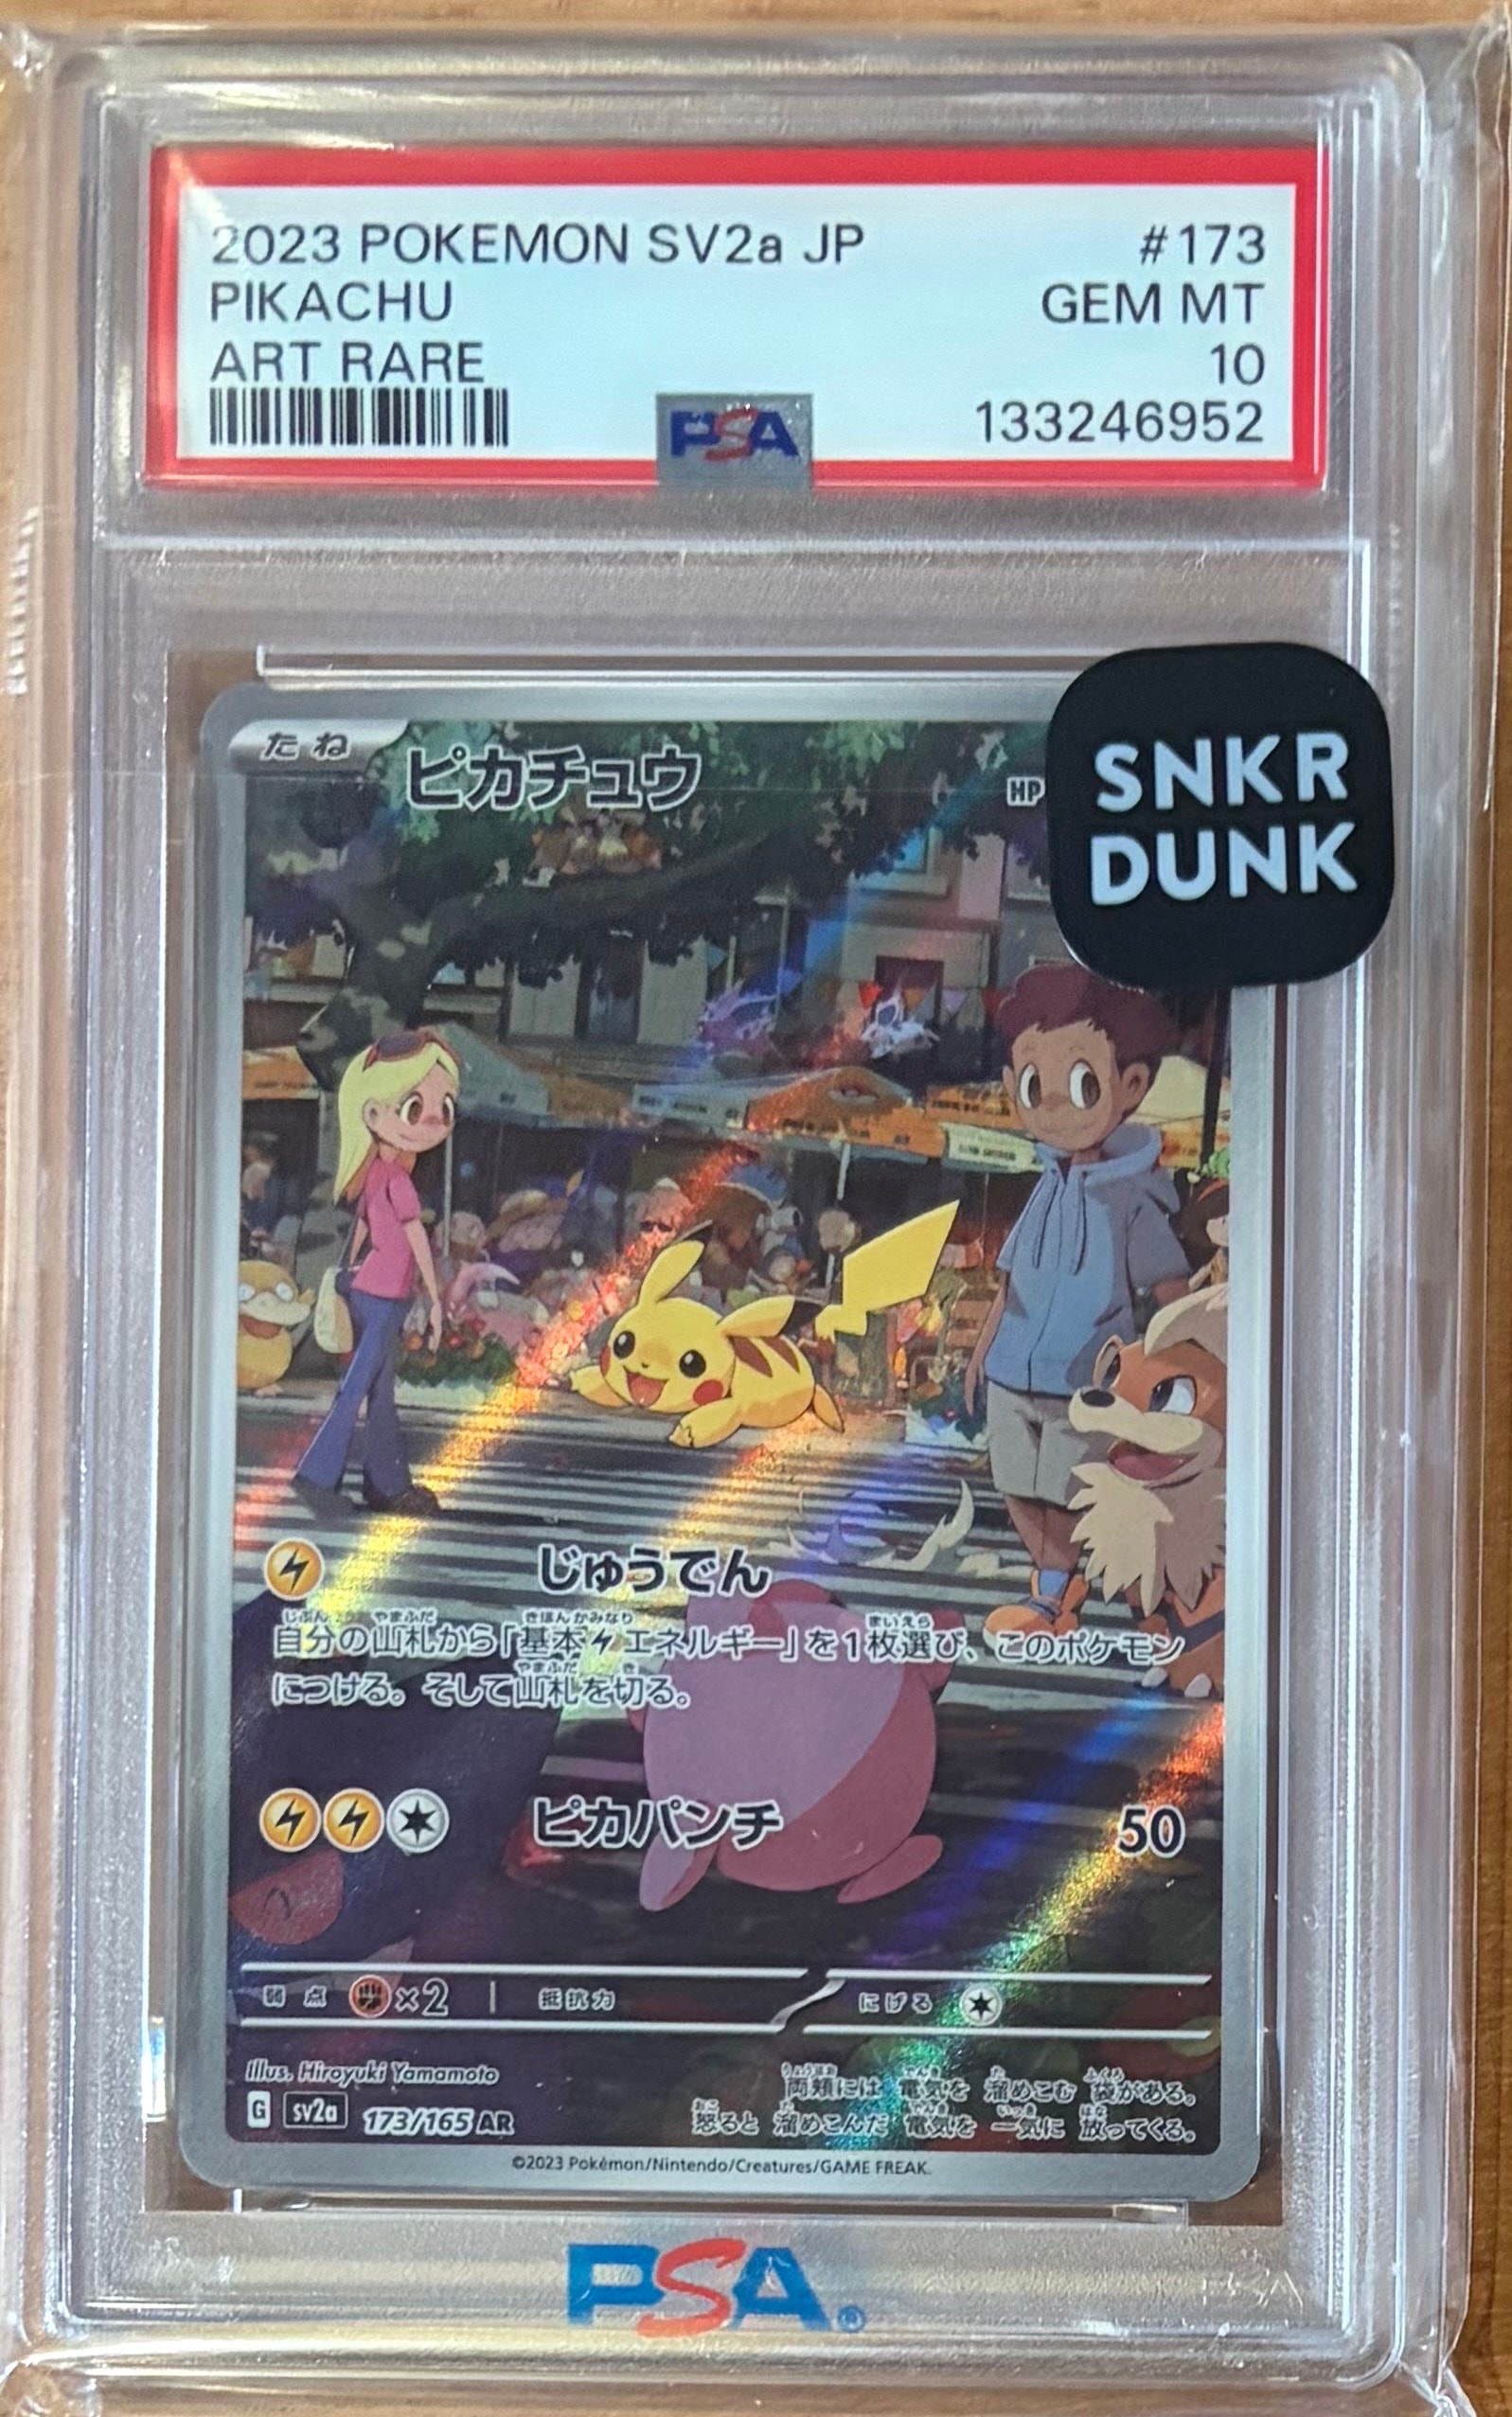 2023 POKEMON SV2a JP #173
PIKACHU GEM MT
ART RARE 10
PSA 133246952
SNKR
DUNK
たね ピカチュウ HP
じゅうでん
自分の山札から「基本エネルギー」を1枚選び、このポケモン
につける。そして山札を切る。
ピカパンチ 50
弱点 ×2 抵抗力 にげる
Illus. Hiroyuki Yamamoto
G sv2a 173/165 AR
両頬には 電気を 溜めこむ 袋がある。
怒ると 溜めこんだ 電気を 一気に 放ってくる。
©2023 Pokémon/Nintendo/Creatures/GAME FREAK.
PSA®